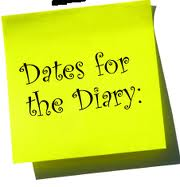 Dates for
the Diary: